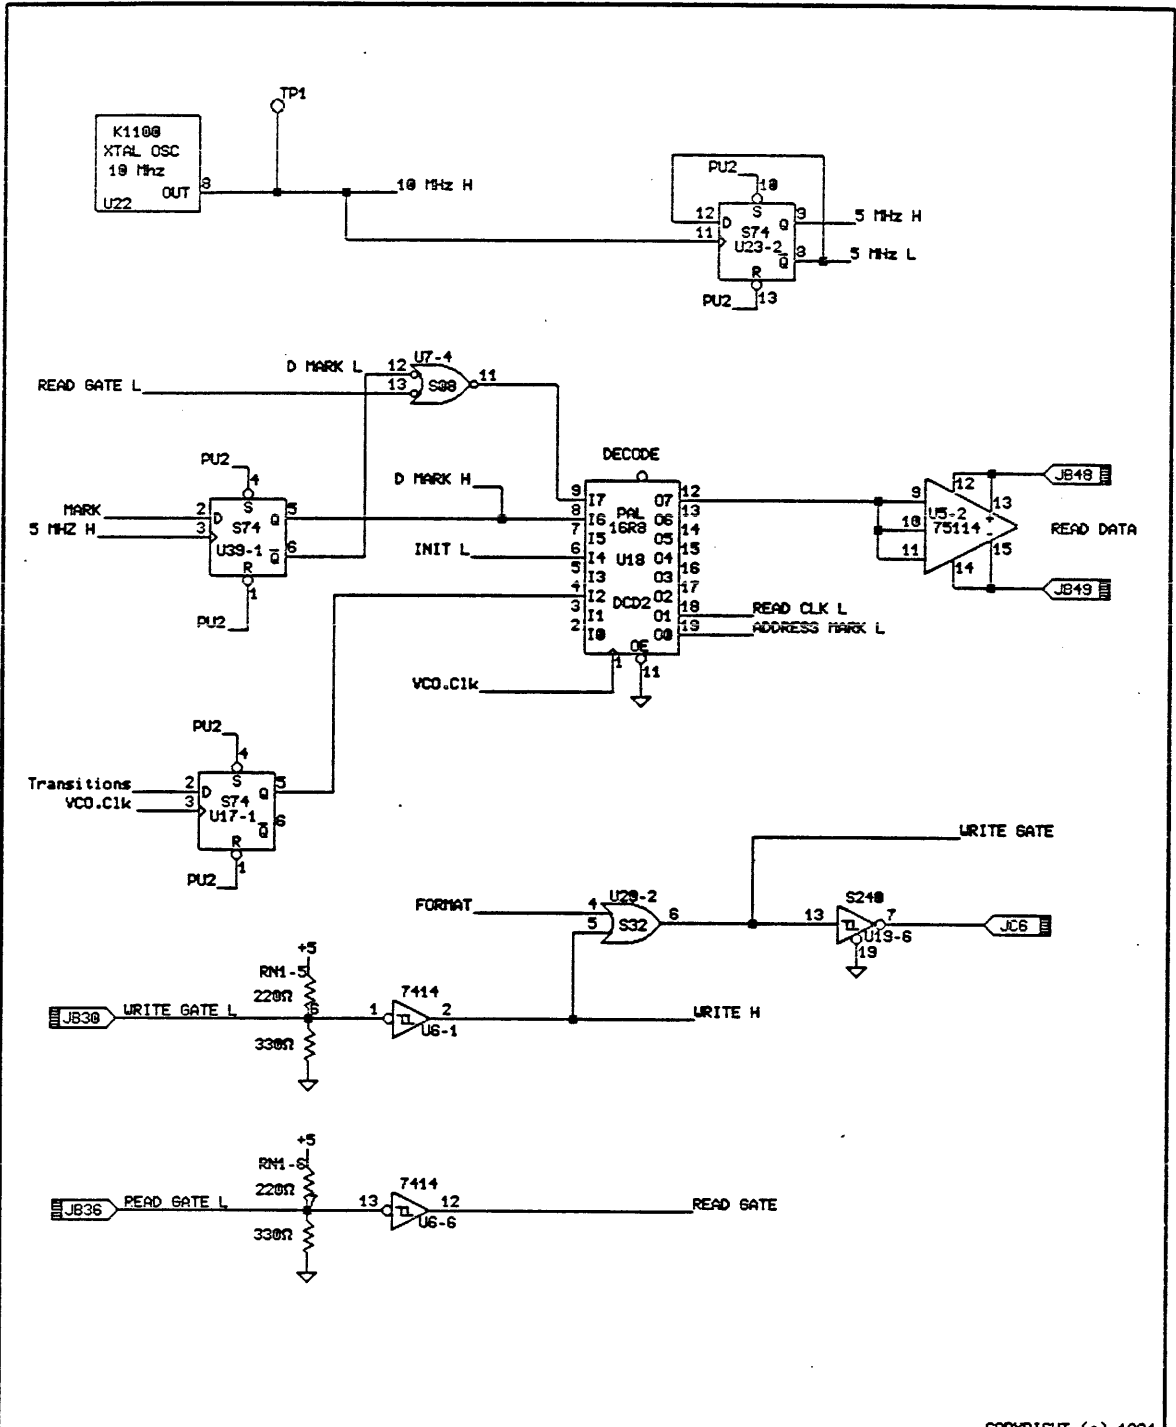 TP1
K1100
XTAL OSC
10 Mhz
8
OUT
U22
10 MHz H
PU2
10
12
D
S
Q
9
5 MHz H
11
S74
U23-2
Q
8
5 MHz L
R
PU2
13
U7-4
D MARK L
12
11
READ GATE L
13
S08
PU2
4
D MARK H
DECODE
MARK
2
D
S
Q
5
5 MHZ H
3
S74
U39-1
Q
6
R
1
PU2
INIT L
9
I7
O7
12
8
I6
PAL
16R8
O6
13
7
I5
O5
14
6
I4
U18
O4
15
5
I3
O3
16
4
I2
O2
17
3
I1
DCD2
O1
18
READ CLK L
2
I0
O0
19
ADDRESS MARK L
OE
1
11
VCO.Clk
9
12
JB48
13
10
U5-2
75114
+
-
READ DATA
11
15
14
JB49
PU2
4
Transitions
2
D
S
Q
5
VCO.Clk
3
S74
U17-1
Q
6
R
1
PU2
WRITE GATE
FORMAT
4
5
S32
6
S240
13
7
JC6
U19-6
19
+5
RN1-5
220Ω
6
JB30
WRITE GATE L
1
7414
2
U6-1
WRITE H
330Ω
+5
220Ω
7
JB36
READ GATE L
13
7414
12
U6-6
READ GATE
330Ω